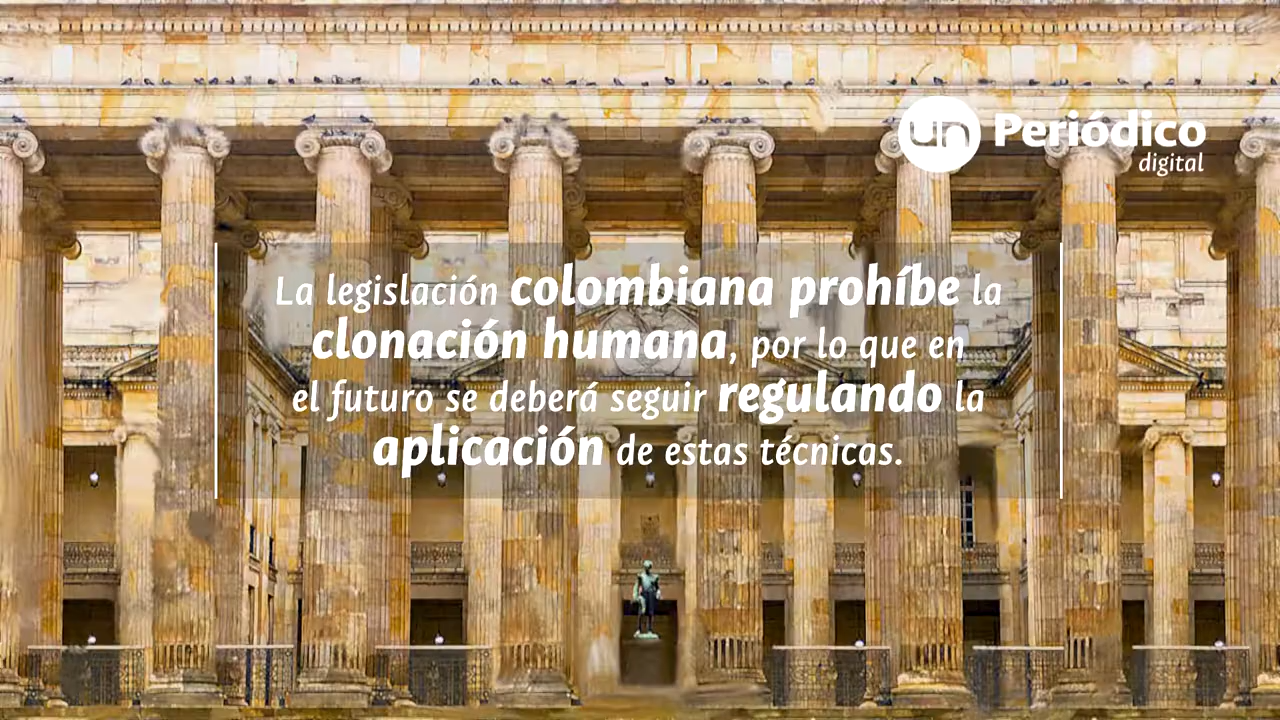 un Periódico
digital
La legislación colombiana prohíbe la
clonación humana, por lo que en
el futuro se deberá seguir regulando la
aplicación de estas técnicas.